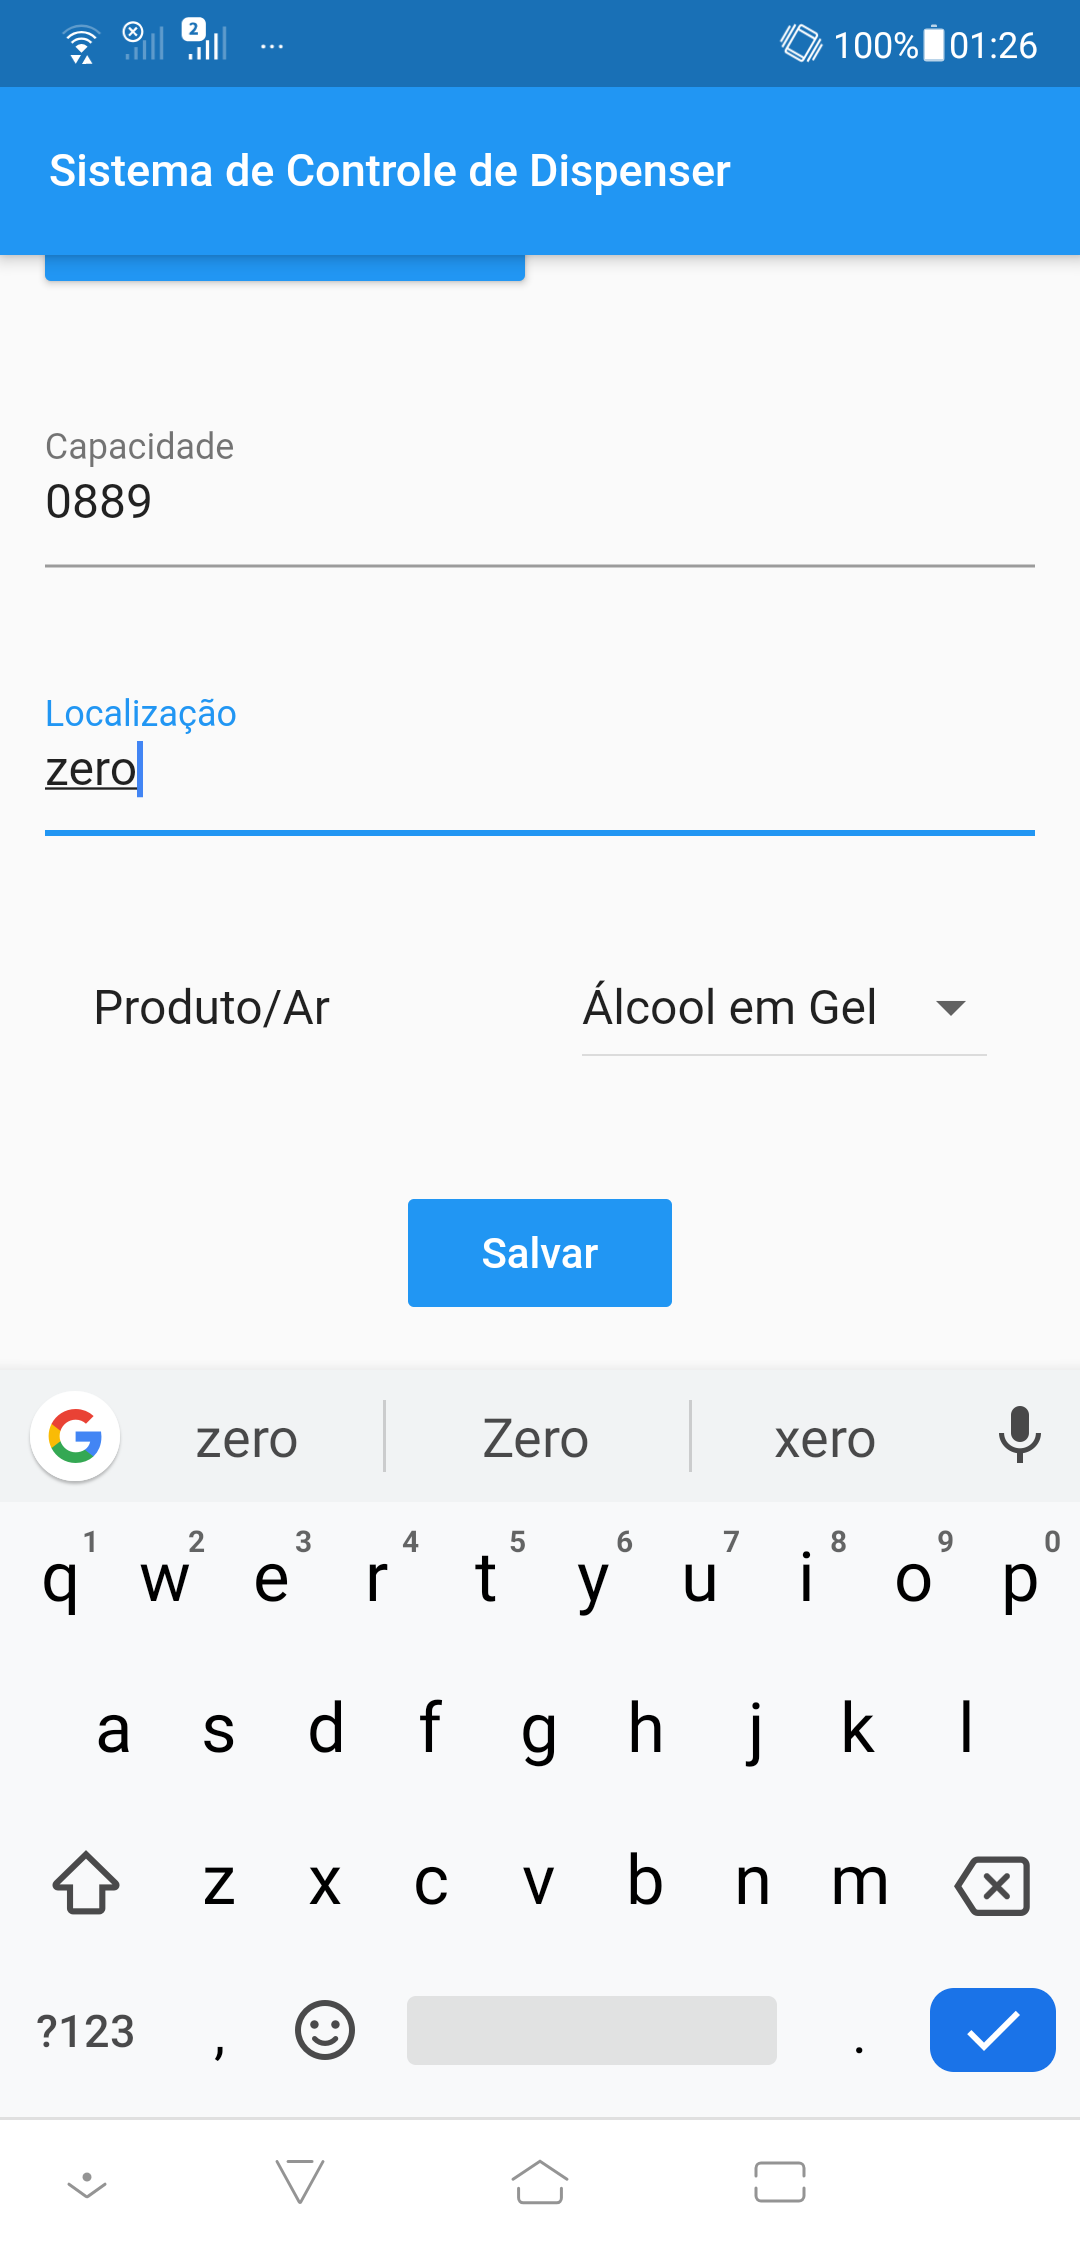 2 ... 100% 01:26
Sistema de Controle de Dispenser
Capacidade
0889
Localização
zero
Produto/Ar Álcool em Gel
Salvar
zero Zero xero
1 2 3 4 5 6 7 8 9 0
q w e r t y u i o p
a s d f g h j k l
z x c v b n m
?123 , .